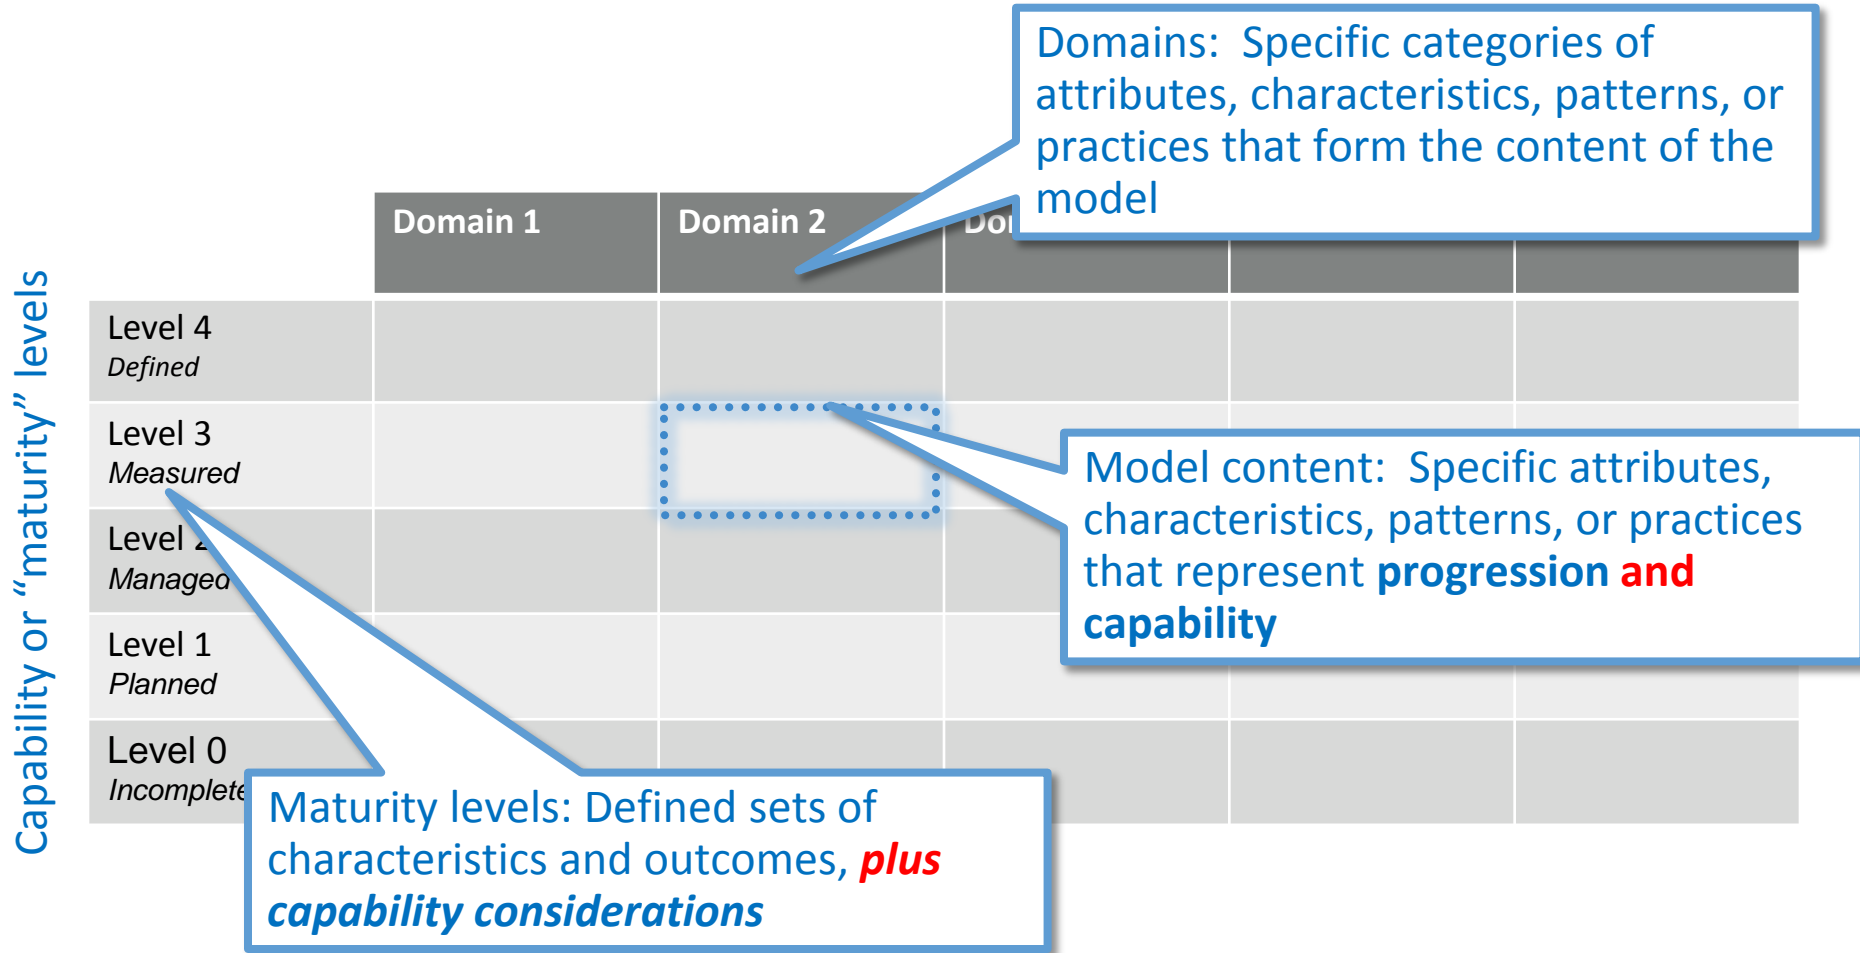 Domains: Specific categories of
attributes, characteristics, patterns, or
practices that form the content of the
model
Domain 1
Domain 2
Capability or “maturity” levels
Level 4
Defined
Level 3
Measured
Model content: Specific attributes,
characteristics, patterns, or practices
that represent progression and
capability
Level 2
Managed
Level 1
Planned
Level 0
Incomplete
Maturity levels: Defined sets of
characteristics and outcomes, plus
capability considerations